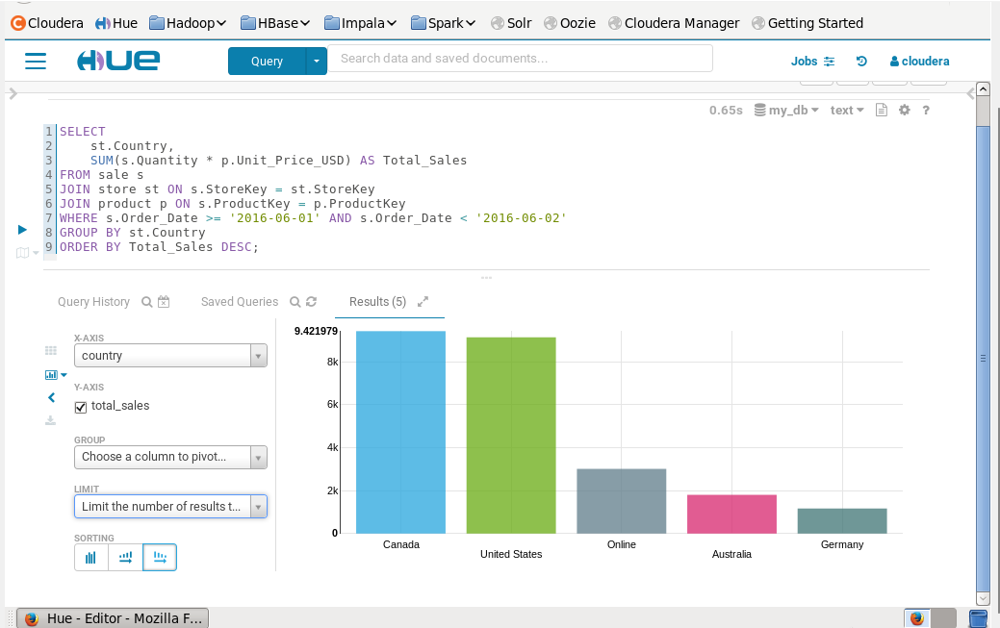 Cloudera Hue Hadoop HBase Impala Spark Solr Oozie Cloudera Manager Getting Started
HUE Query Search data and saved documents... Jobs cloudera
0.65s my_db text ?
1 SELECT
2 st.Country,
3 SUM(s.Quantity * p.Unit_Price_USD) AS Total_Sales
4 FROM sale s
5 JOIN store st ON s.StoreKey = st.StoreKey
6 JOIN product p ON s.ProductKey = p.ProductKey
7 WHERE s.Order_Date >= '2016-06-01' AND s.Order_Date < '2016-06-02'
8 GROUP BY st.Country
9 ORDER BY Total_Sales DESC;
Query History Saved Queries Results (5)
X-AXIS
country
Y-AXIS
total_sales
GROUP
Choose a column to pivot...
LIMIT
Limit the number of results t...
SORTING
9.421979
8k
6k
4k
2k
0
Canada
United States
Online
Australia
Germany
Hue - Editor - Mozilla F...